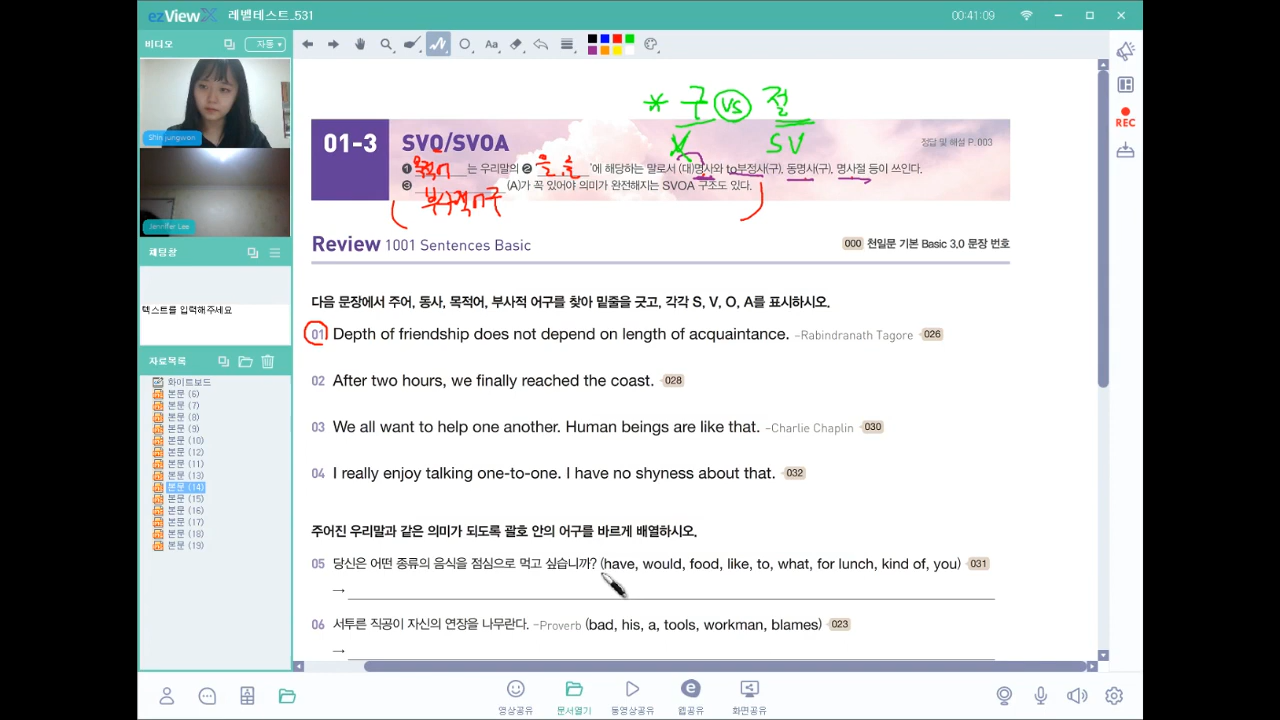 ezViewX 레벨테스트_531 00:41:09
비디오 자동
Shin jungwon
Jennifer Lee
채팅창
텍스트를 입력해주세요
자료목록
화이트보드
본문 (6)
본문 (7)
본문 (8)
본문 (9)
본문 (10)
본문 (12)
본문 (11)
본문 (13)
본문 (14)
본문 (15)
본문 (16)
본문 (17)
본문 (18)
본문 (19)
Aa
* 구 vs 절
SV
01-3 SVO/SVOA 정답 및 해설 P.003
❶ 목적어 는 우리말의 ❷ 을, 를 '에 해당하는 말로서 (대)명사와 to부정사(구), 동명사(구), 명사절 등이 쓰인다.
❸ 부사적 어구 (A)가 꼭 있어야 의미가 완전해지는 SVOA 구조도 있다.
Review 1001 Sentences Basic 000 천일문 기본 Basic 3.0 문장 번호
다음 문장에서 주어, 동사, 목적어, 부사적 어구를 찾아 밑줄을 긋고, 각각 S, V, O, A를 표시하시오.
01 Depth of friendship does not depend on length of acquaintance. –Rabindranath Tagore 026
02 After two hours, we finally reached the coast. 028
03 We all want to help one another. Human beings are like that. –Charlie Chaplin 030
04 I really enjoy talking one-to-one. I have no shyness about that. 032
주어진 우리말과 같은 의미가 되도록 괄호 안의 어구를 바르게 배열하시오.
05 당신은 어떤 종류의 음식을 점심으로 먹고 싶습니까? (have, would, food, like, to, what, for lunch, kind of, you) 031
→
06 서투른 직공이 자신의 연장을 나무란다. –Proverb (bad, his, a, tools, workman, blames) 023
→
REC
영상공유 문서열기 동영상공유 웹공유 화면공유